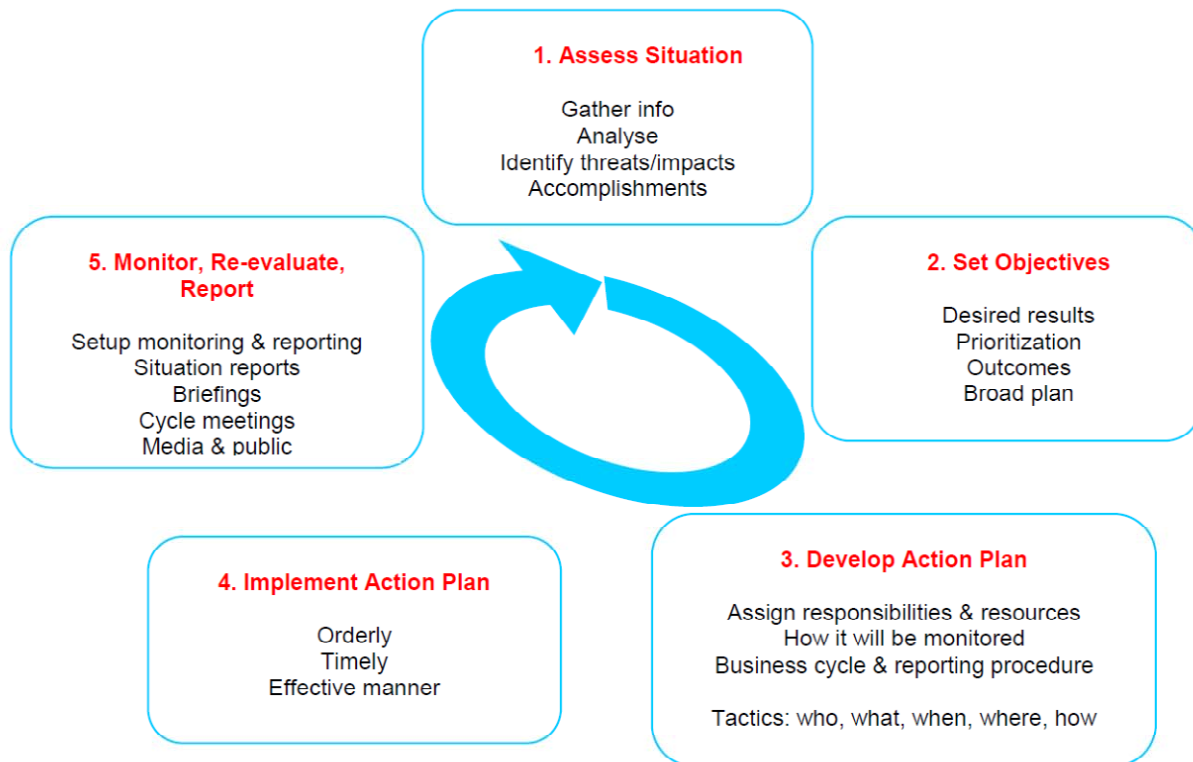 1. Assess Situation
Gather info
Analyse
Identify threats/impacts
Accomplishments
2. Set Objectives
Desired results
Prioritization
Outcomes
Broad plan
3. Develop Action Plan
Assign responsibilities & resources
How it will be monitored
Business cycle & reporting procedure
Tactics: who, what, when, where, how
4. Implement Action Plan
Orderly
Timely
Effective manner
5. Monitor, Re-evaluate,
Report
Setup monitoring & reporting
Situation reports
Briefings
Cycle meetings
Media & public